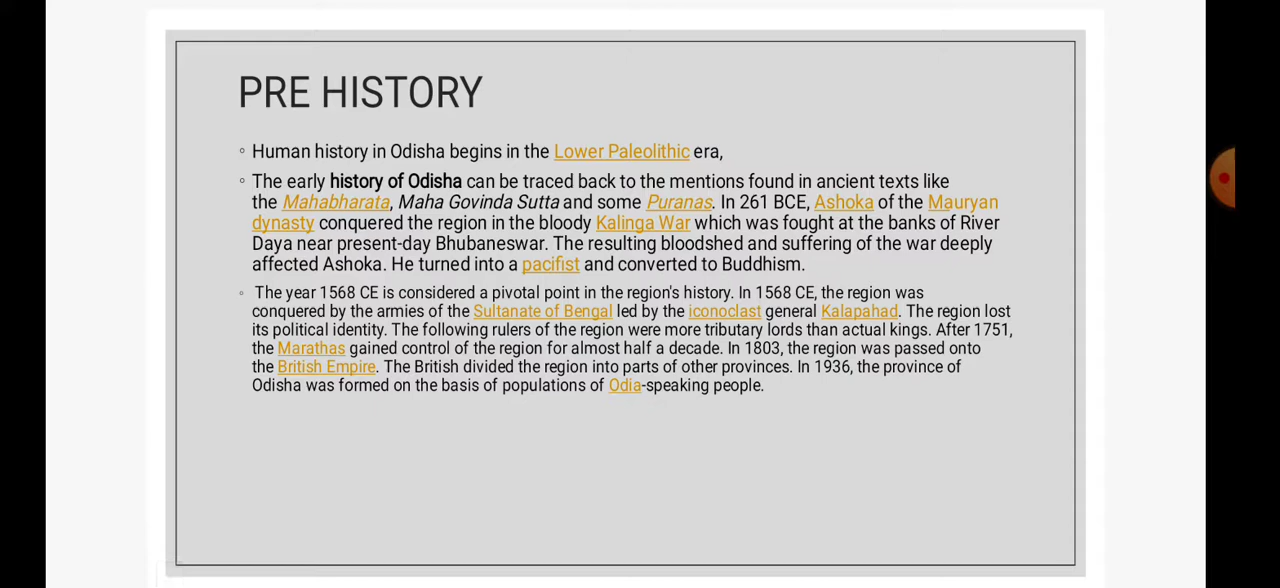 PRE HISTORY
◦ Human history in Odisha begins in the Lower Paleolithic era,
◦ The early history of Odisha can be traced back to the mentions found in ancient texts like
the Mahabharata, Maha Govinda Sutta and some Puranas. In 261 BCE, Ashoka of the Mauryan
dynasty conquered the region in the bloody Kalinga War which was fought at the banks of River
Daya near present-day Bhubaneswar. The resulting bloodshed and suffering of the war deeply
affected Ashoka. He turned into a pacifist and converted to Buddhism.
◦ The year 1568 CE is considered a pivotal point in the region's history. In 1568 CE, the region was
conquered by the armies of the Sultanate of Bengal led by the iconoclast general Kalapahad. The region lost
its political identity. The following rulers of the region were more tributary lords than actual kings. After 1751,
the Marathas gained control of the region for almost half a decade. In 1803, the region was passed onto
the British Empire. The British divided the region into parts of other provinces. In 1936, the province of
Odisha was formed on the basis of populations of Odia-speaking people.